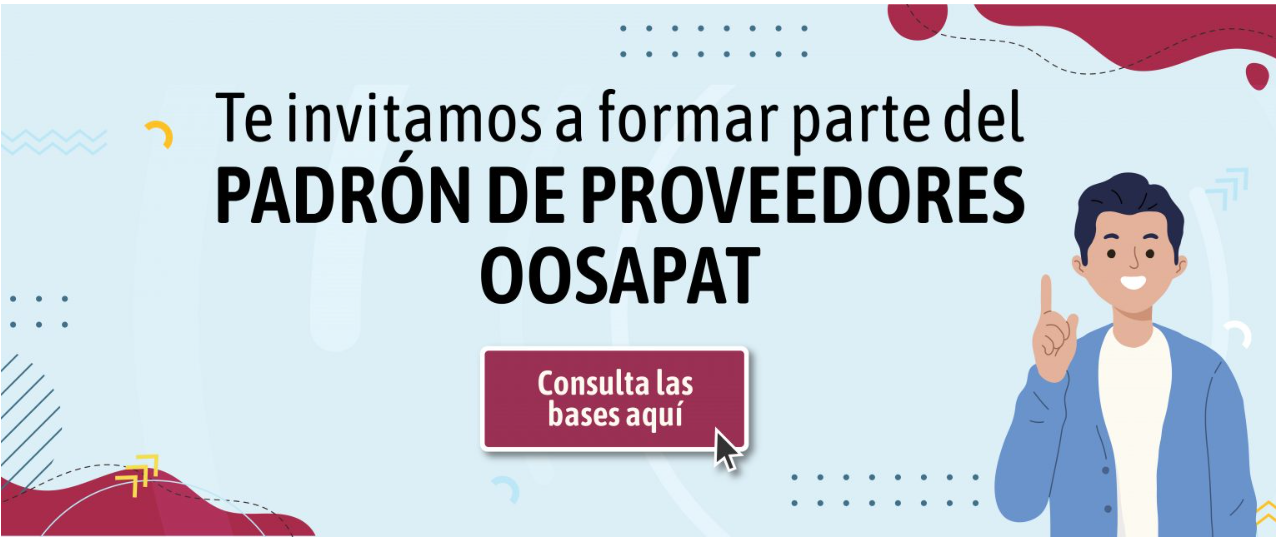 Te invitamos a formar parte del
PADRÓN DE PROVEEDORES
OOSAPAT
Consulta las
bases aquí